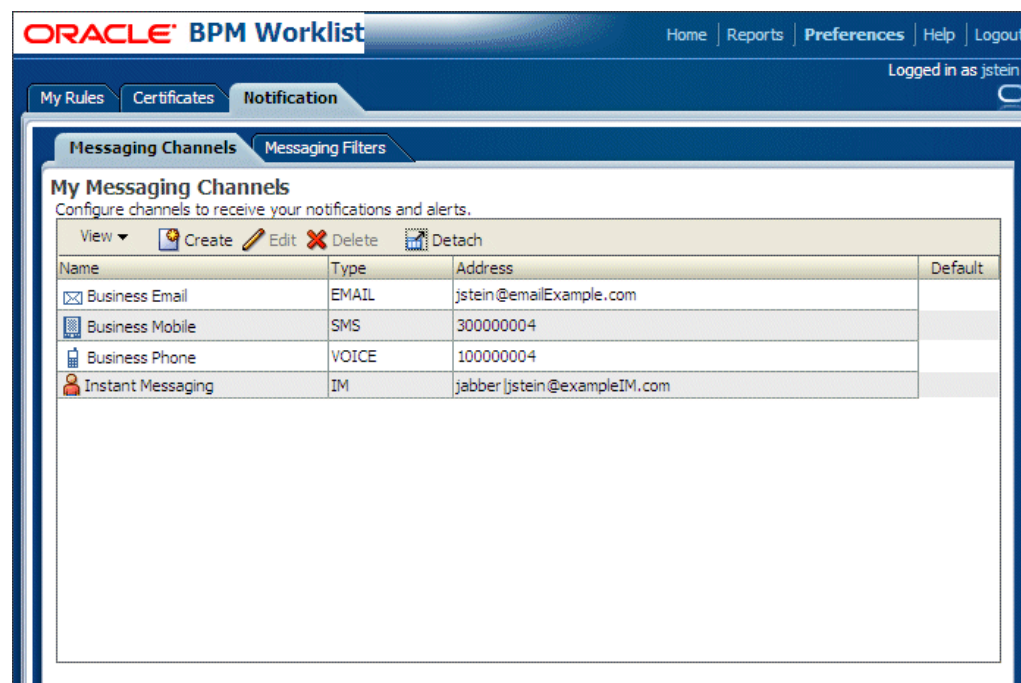 ORACLE BPM Worklist
Home Reports Preferences Help Logout
Logged in as jstein
My Rules Certificates Notification
Messaging Channels Messaging Filters
My Messaging Channels
Configure channels to receive your notifications and alerts.
View Create Edit Delete Detach
Name Type Address Default
Business Email EMAIL jstein@emailExample.com
Business Mobile SMS 300000004
Business Phone VOICE 100000004
Instant Messaging IM jabber|jstein@exampleIM.com